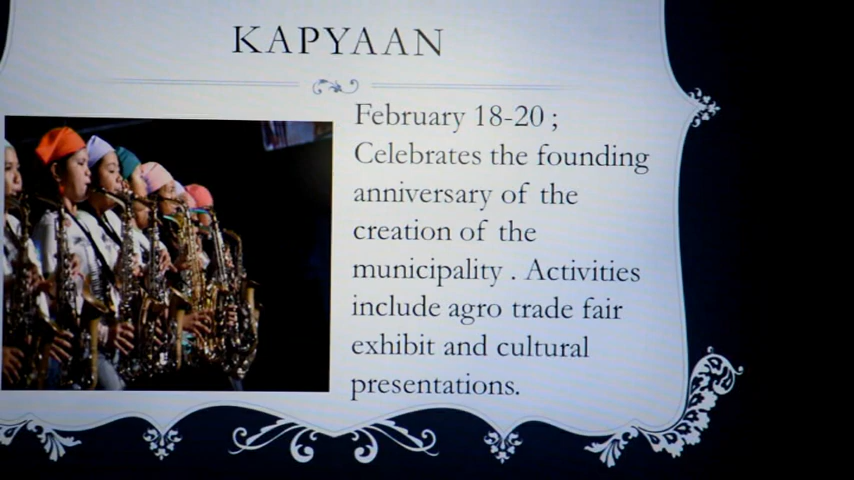 KAPYAAN
February 18-20 ;
Celebrates the founding
anniversary of the
creation of the
municipality . Activities
include agro trade fair
exhibit and cultural
presentations.